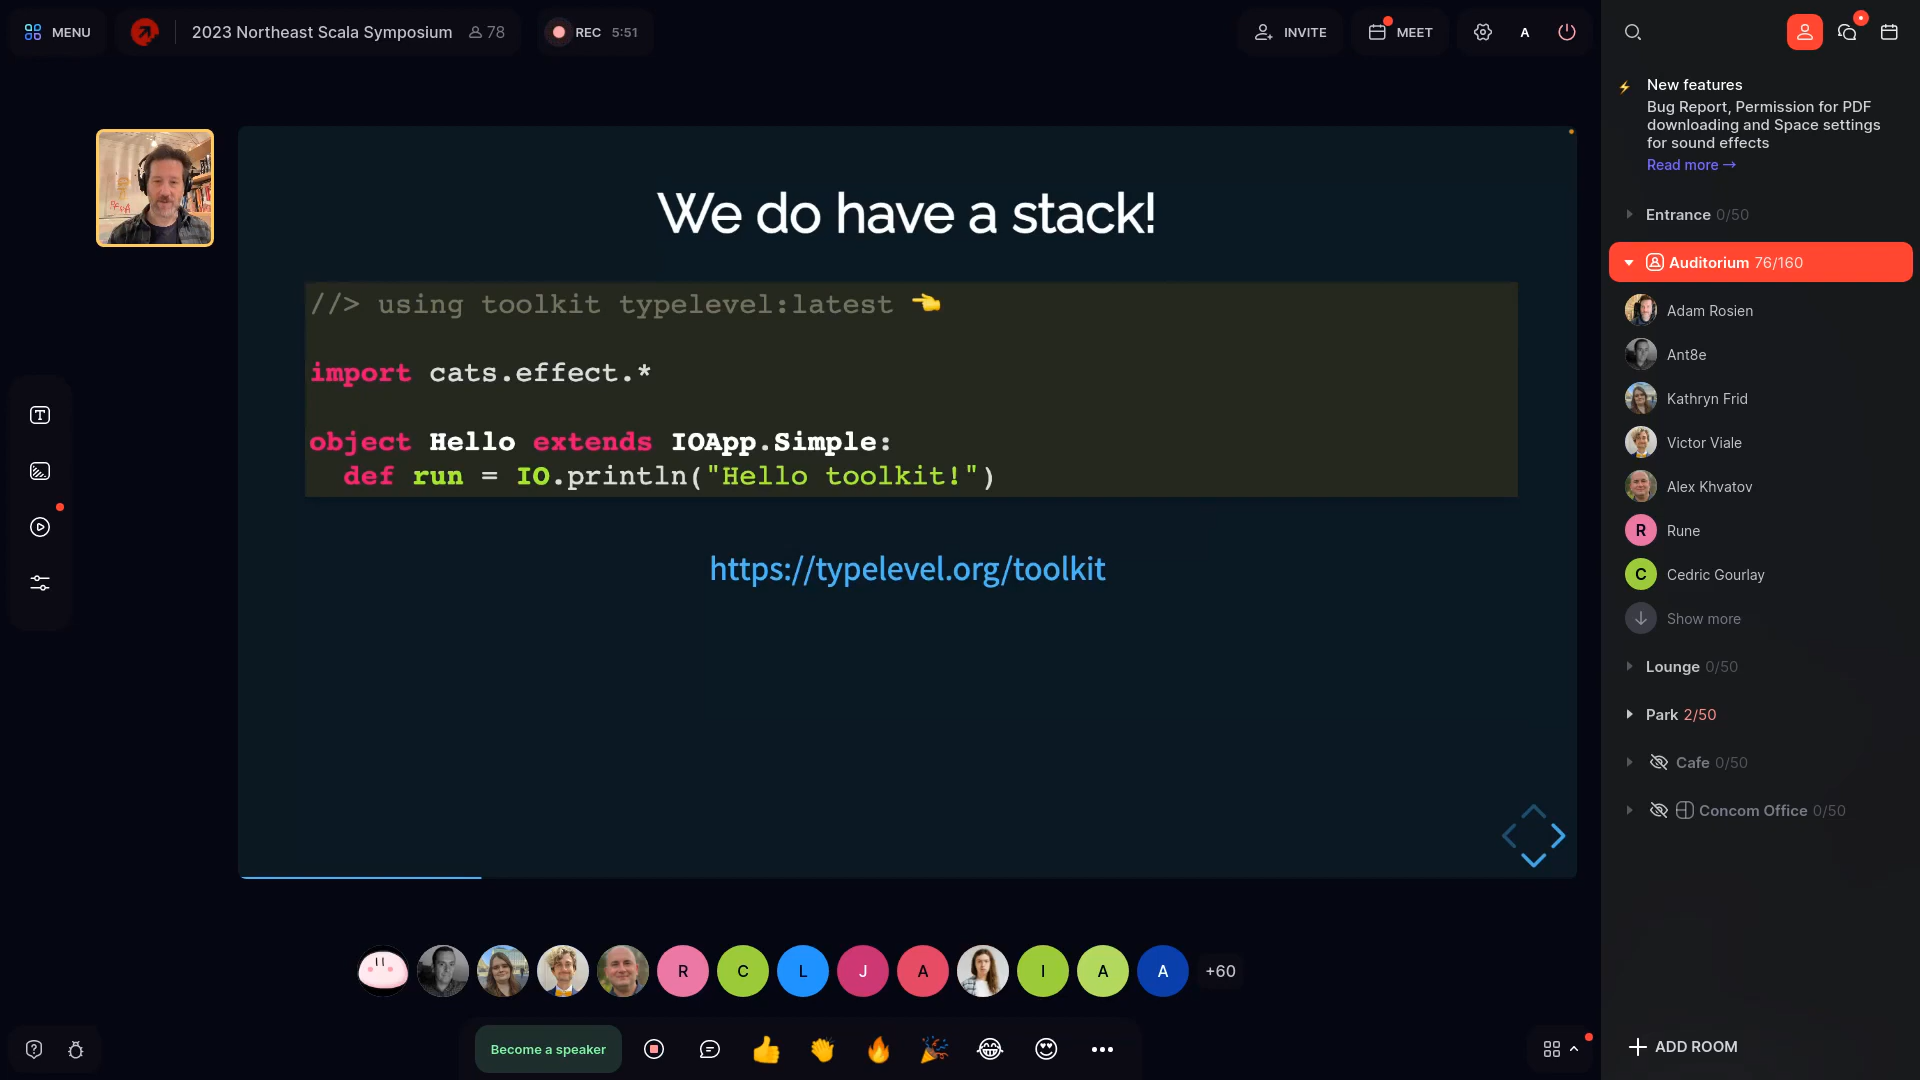 MENU
2023 Northeast Scala Symposium 78
REC 5:51
INVITE
MEET
A
New features
Bug Report, Permission for PDF
downloading and Space settings
for sound effects
Read more →
We do have a stack!
//> using toolkit typelevel:latest 👈
import cats.effect.*
object Hello extends IOApp.Simple:
def run = IO.println("Hello toolkit!")
https://typelevel.org/toolkit
Entrance 0/50
Auditorium 76/160
Adam Rosien
Ant8e
Kathryn Frid
Victor Viale
Alex Khvatov
R Rune
C Cedric Gourlay
Show more
Lounge 0/50
Park 2/50
Cafe 0/50
Concom Office 0/50
R C L J A I A A +60
Become a speaker
ADD ROOM